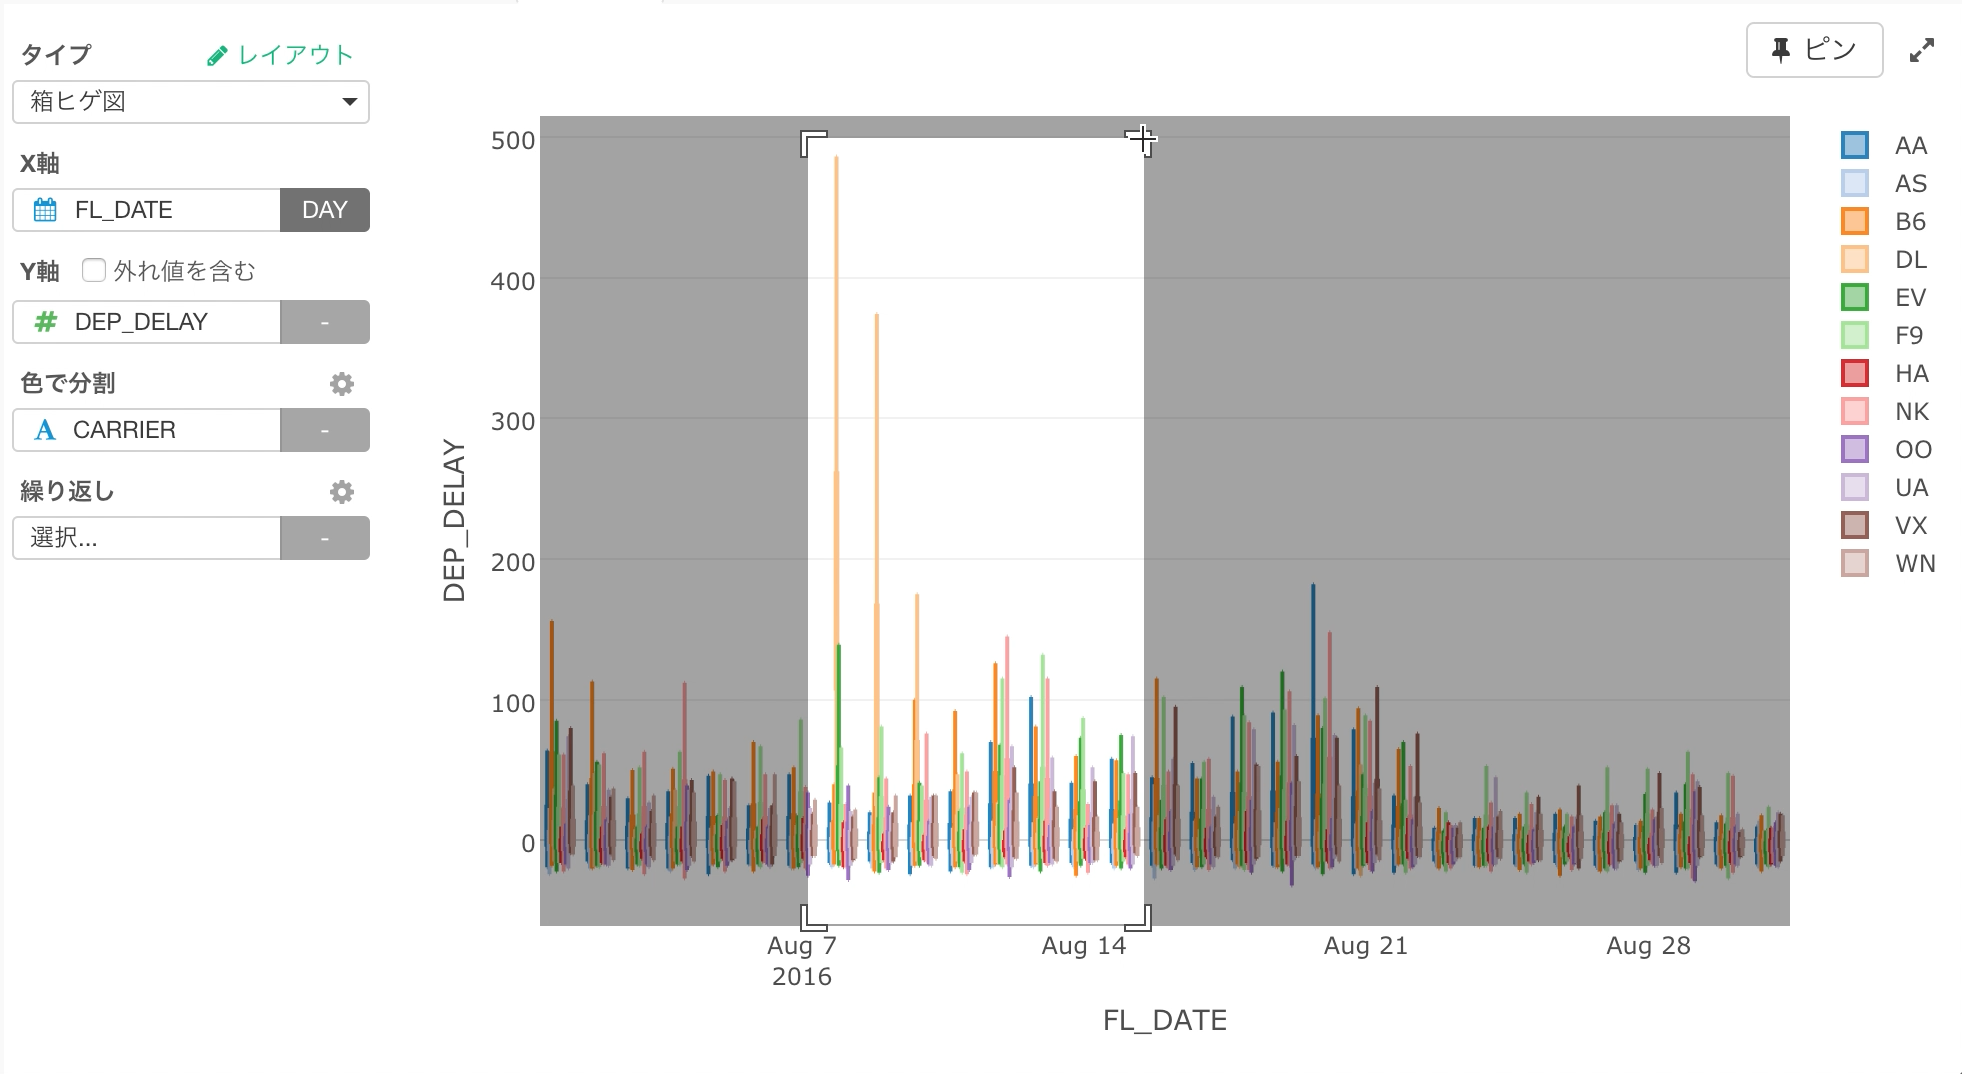 タイプ レイアウト
箱ヒゲ図
X軸
FL_DATE DAY
Y軸 外れ値を含む
# DEP_DELAY -
色で分割
A CARRIER -
繰り返し
選択... -
ピン
500
400
300
200
100
0
DEP_DELAY
Aug 7 Aug 14 Aug 21 Aug 28
2016
FL_DATE
AA
AS
B6
DL
EV
F9
HA
NK
OO
UA
VX
WN